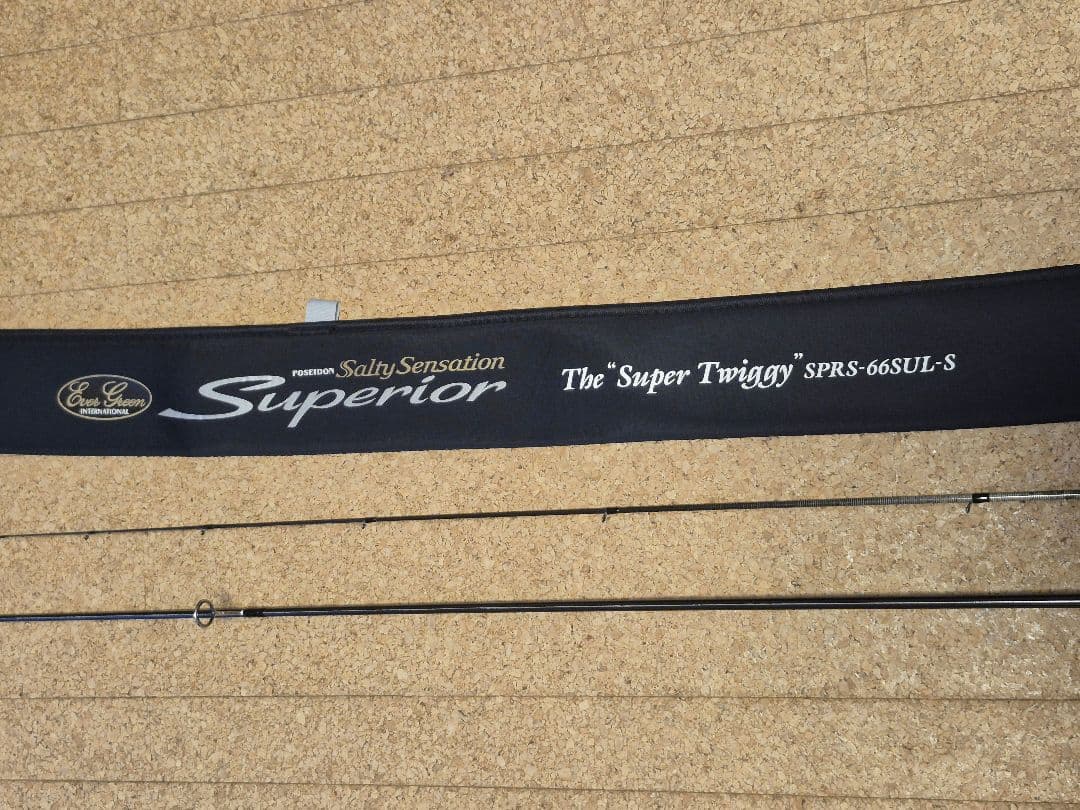 Ever Green
INTERNATIONAL
POSEIDON Salty Sensation
Superior
The "Super Twiggy" SPRS-66SUL-S